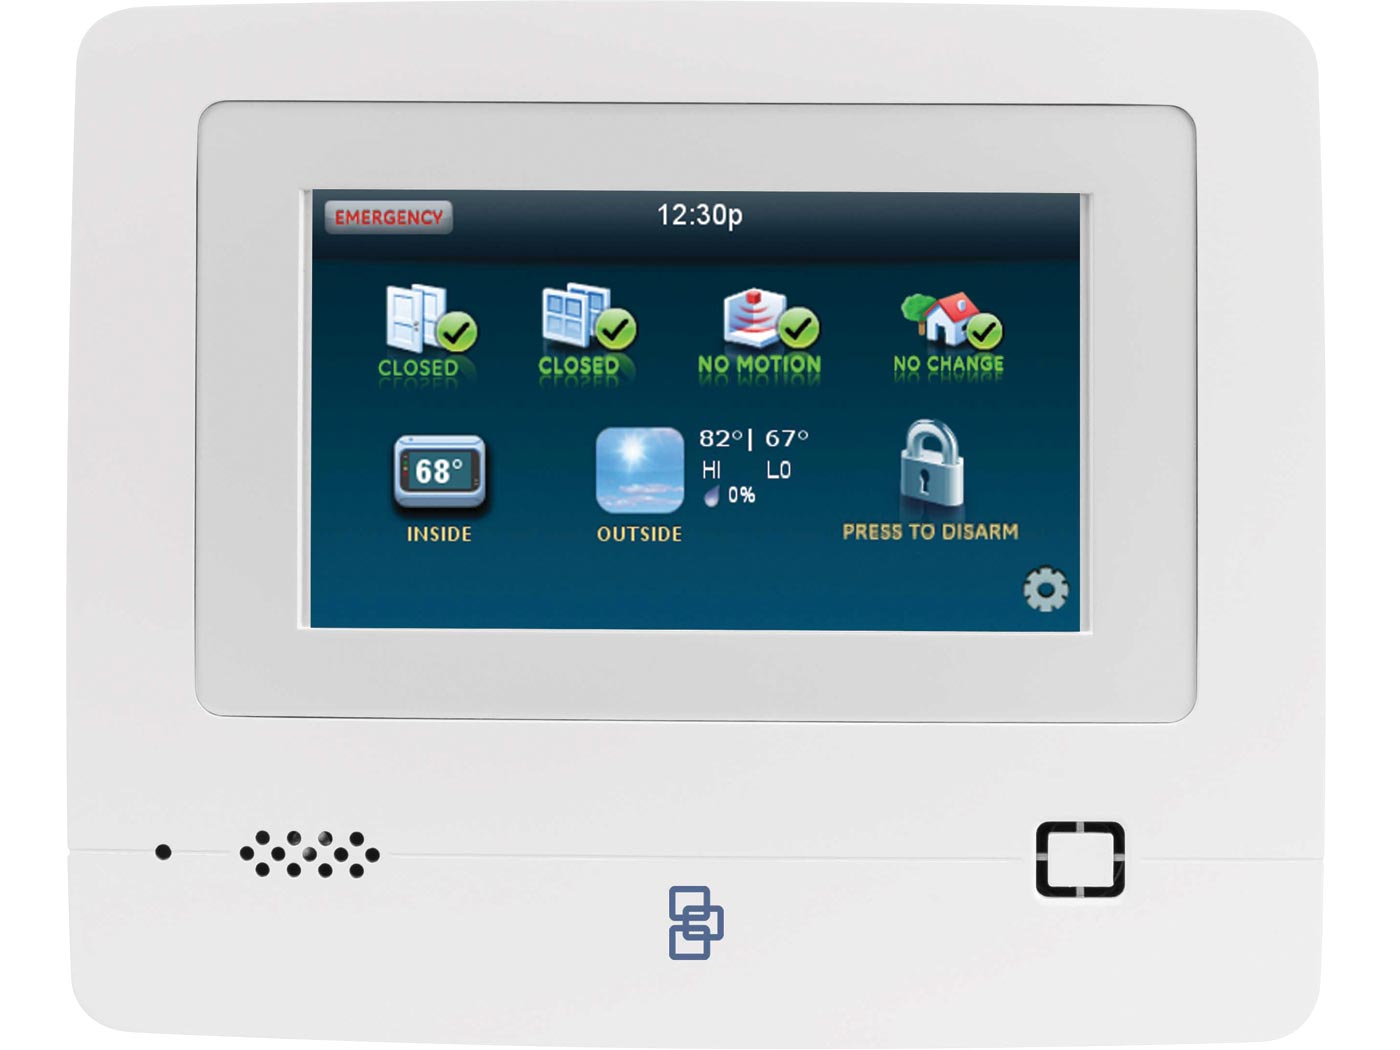 EMERGENCY
12:30p
CLOSED
CLOSED
NO MOTION
NO CHANGE
68°
82°| 67°
HI LO
0%
INSIDE
OUTSIDE
PRESS TO DISARM